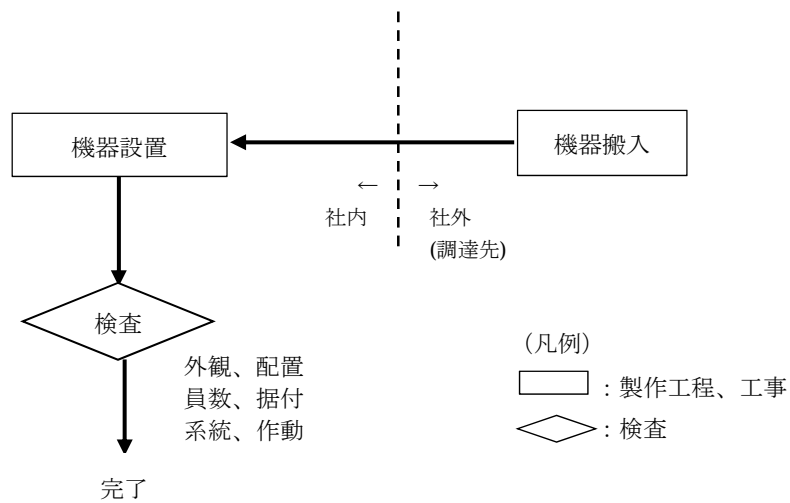 機器設置
機器搬入
← →
社内 社外
(調達先)
検査
外観、配置
員数、据付
系統、作動
完了
(凡例)
：製作工程、工事
：検査